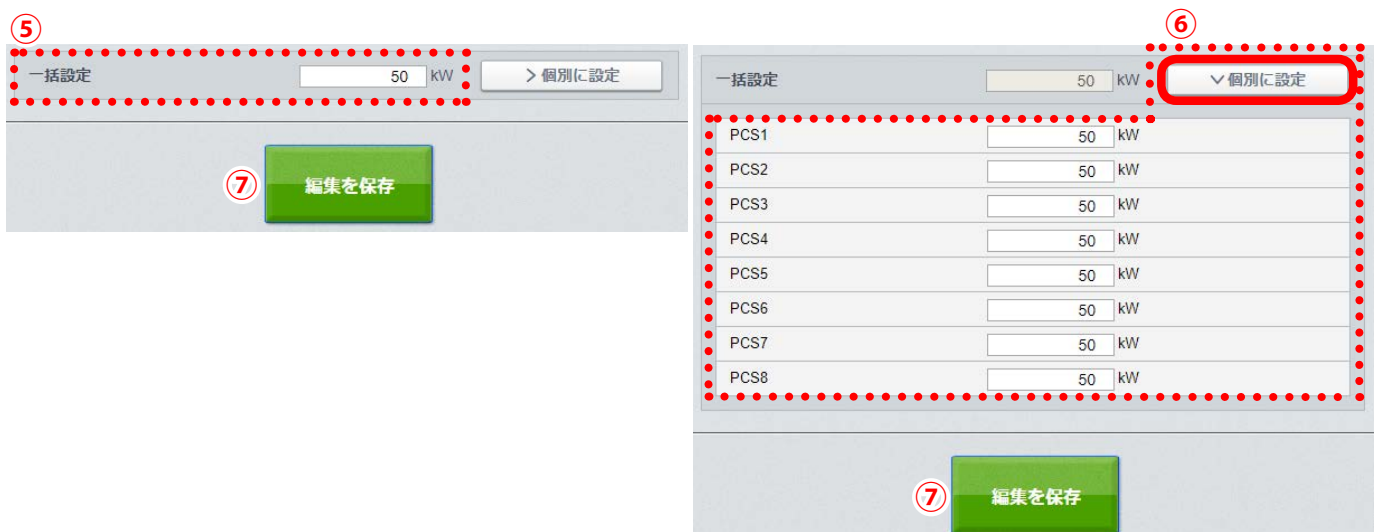 ⑤
一括設定 50 kW >個別に設定
⑦ 編集を保存
⑥
一括設定 50 kW ∨個別に設定
PCS1 50 kW
PCS2 50 kW
PCS3 50 kW
PCS4 50 kW
PCS5 50 kW
PCS6 50 kW
PCS7 50 kW
PCS8 50 kW
⑦ 編集を保存